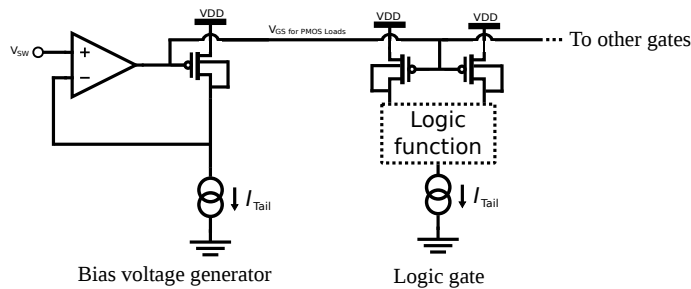 VDD
VGS for PMOS Loads
VDD
VDD
VSW
+
−
To other gates
Logic
function
ITail
ITail
Bias voltage generator
Logic gate